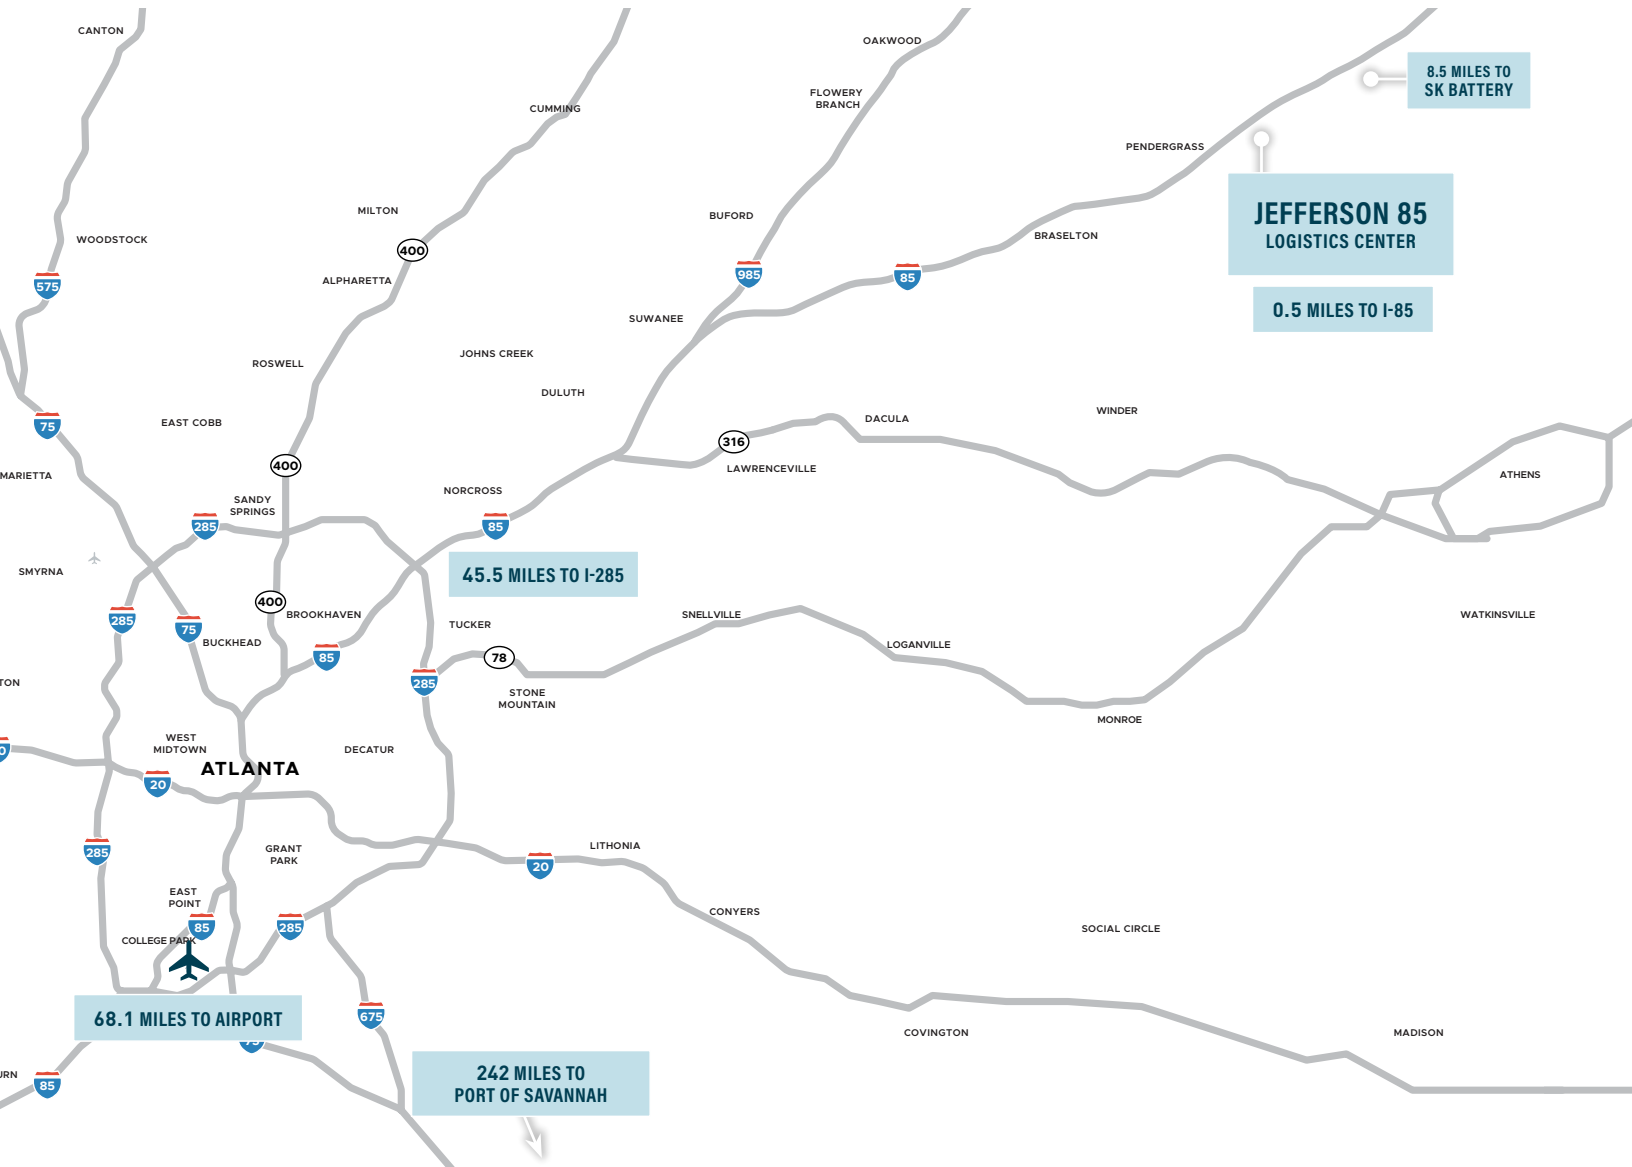 CANTON
OAKWOOD
8.5 MILES TO
SK BATTERY
FLOWERY
BRANCH
CUMMING
PENDERGRASS
MILTON
BUFORD
JEFFERSON 85
LOGISTICS CENTER
WOODSTOCK
BRASELTON
400
ALPHARETTA
575
985
85
0.5 MILES TO I-85
SUWANEE
JOHNS CREEK
ROSWELL
DULUTH
WINDER
EAST COBB
DACULA
75
316
400
LAWRENCEVILLE
MARIETTA
ATHENS
NORCROSS
SANDY
SPRINGS
285
85
SMYRNA
45.5 MILES TO I-285
400
BROOKHAVEN
SNELLVILLE
WATKINSVILLE
285
75
TUCKER
BUCKHEAD
LOGANVILLE
85
78
TON
285
STONE
MOUNTAIN
MONROE
WEST
MIDTOWN
DECATUR
0
ATLANTA
20
285
GRANT
PARK
LITHONIA
20
EAST
POINT
CONYERS
85
285
SOCIAL CIRCLE
COLLEGE PARK
68.1 MILES TO AIRPORT
675
COVINGTON
MADISON
75
URN
85
242 MILES TO
PORT OF SAVANNAH